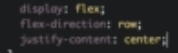 display: flex;
flex-direction: row;
justify-content: center;